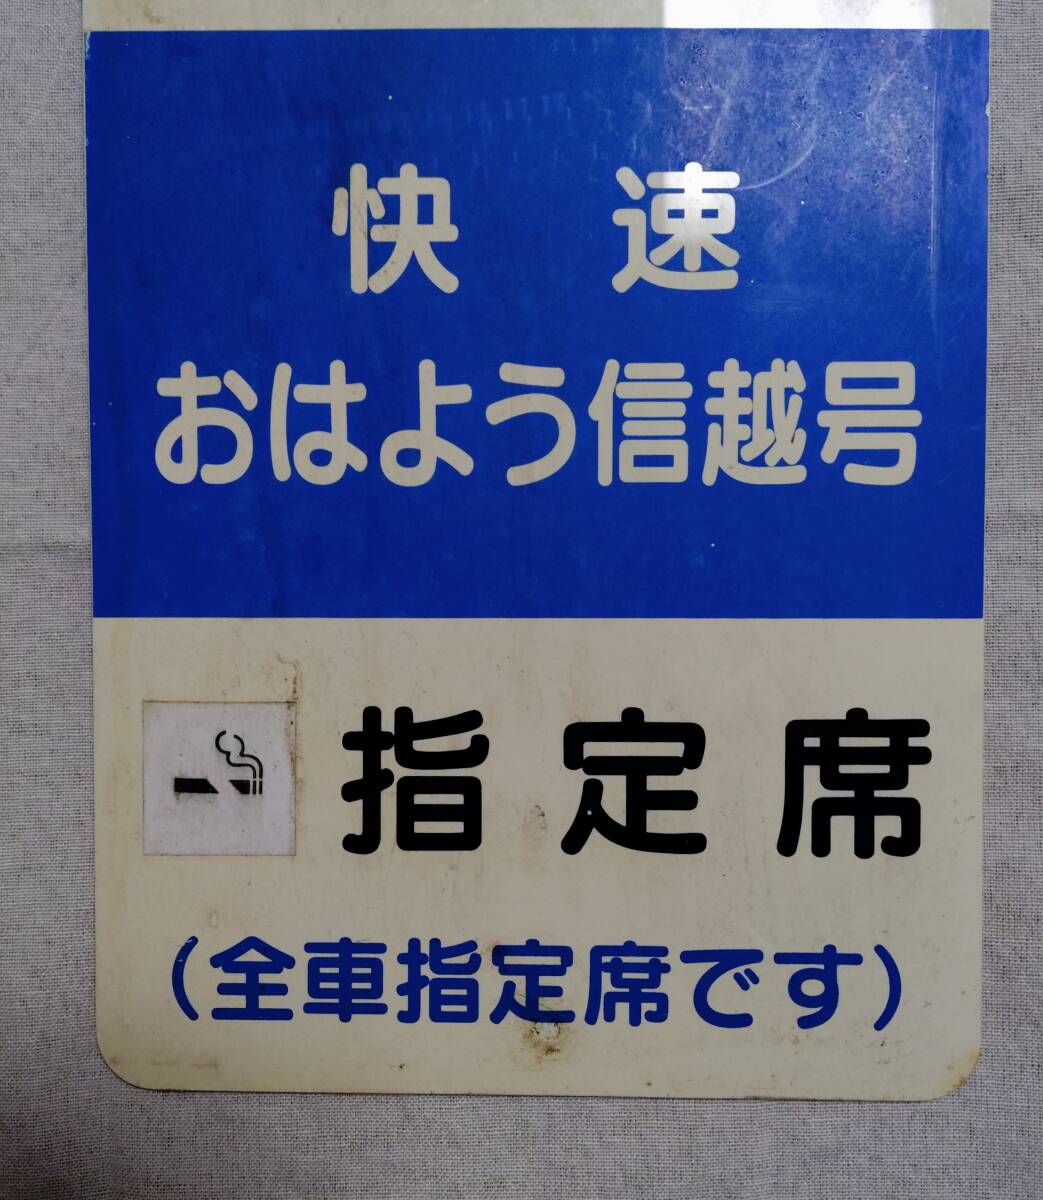 快速
おはよう信越号
指定席
(全車指定席です)